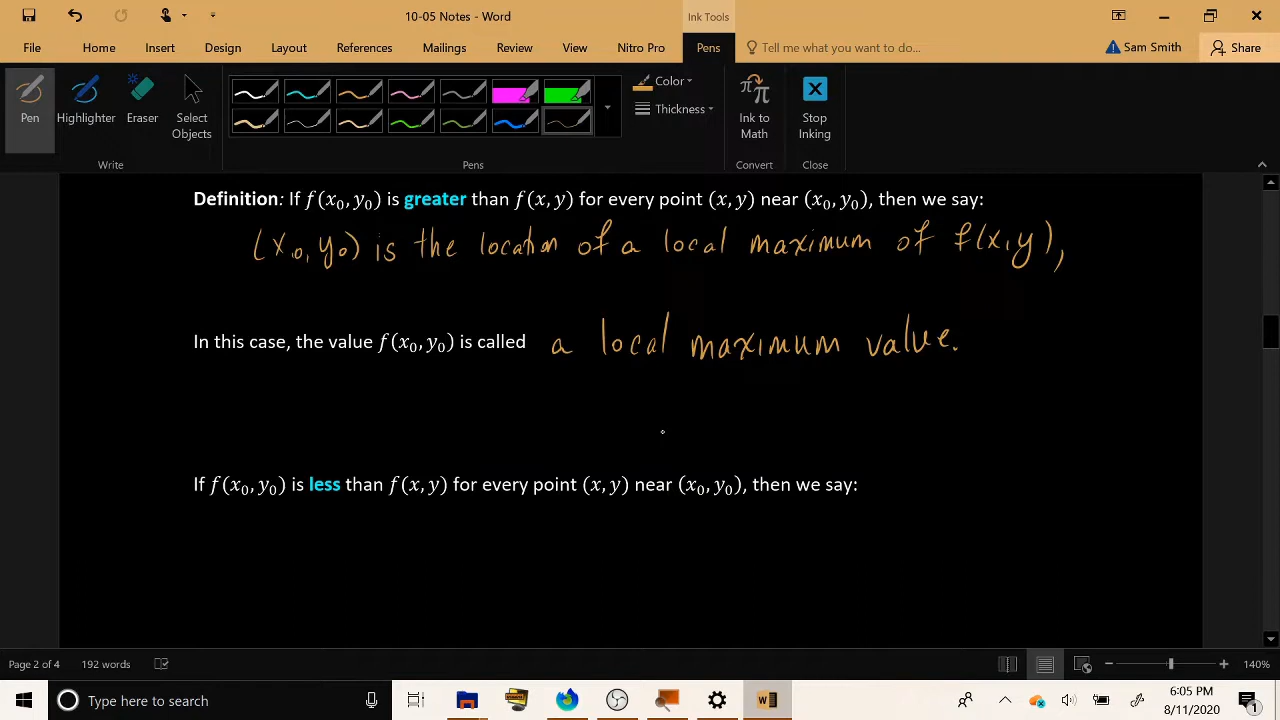 10-05 Notes - Word
Ink Tools
File Home Insert Design Layout References Mailings Review View Nitro Pro Pens Tell me what you want to do... Sam Smith Share
Pen Highlighter Eraser Select Objects
Color
Thickness
Ink to Math
Stop Inking
Write Pens Convert Close
Definition: If f(x₀, y₀) is greater than f(x, y) for every point (x, y) near (x₀, y₀), then we say:
(x₀, y₀) is the location of a local maximum of f(x, y),
In this case, the value f(x₀, y₀) is called a local maximum value.
If f(x₀, y₀) is less than f(x, y) for every point (x, y) near (x₀, y₀), then we say:
Page 2 of 4 192 words 140%
Type here to search
6:05 PM
8/11/2020
1